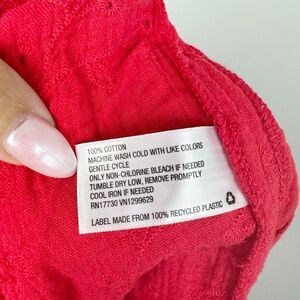 100% COTTON
MACHINE WASH COLD WITH LIKE COLORS
GENTLE CYCLE
ONLY NON-CHLORINE BLEACH IF NEEDED
TUMBLE DRY LOW, REMOVE PROMPTLY
COOL IRON IF NEEDED
RN17730 VN1299629
LABEL MADE FROM 100% RECYCLED PLASTIC